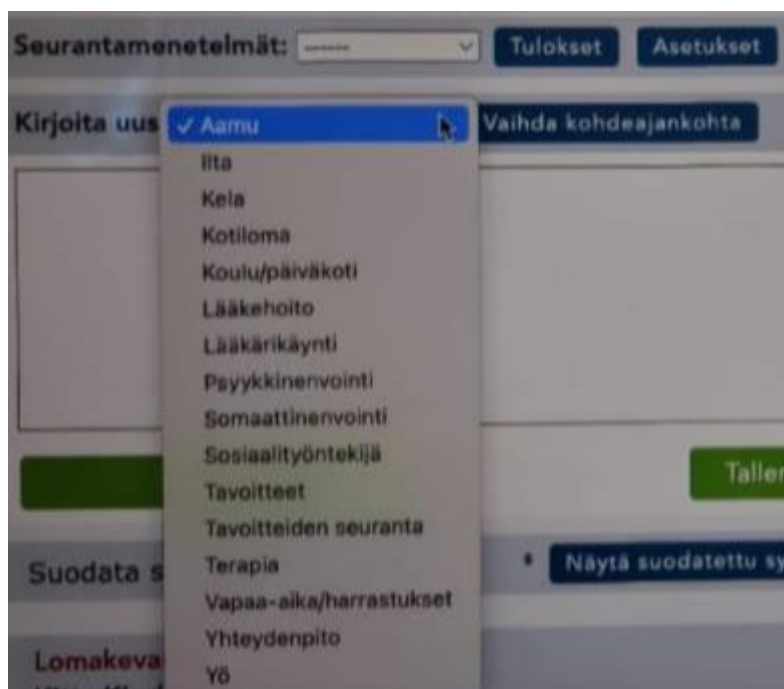 Seurantamenetelmät: ------ Tulokset Asetukset
Kirjoita uus ✓ Aamu Vaihda kohdeajankohta
Ilta
Kela
Kotiloma
Koulu/päiväkoti
Lääkehoito
Lääkärikäynti
Psyykkinenvointi
Somaattinenvointi
Sosiaalityöntekijä
Taller
Tavoitteet
Tavoitteiden seuranta
Suodata s Terapia * Näytä suodatettu sy
Vapaa-aika/harrastukset
Yhteydenpito
Lomakeva
Yö